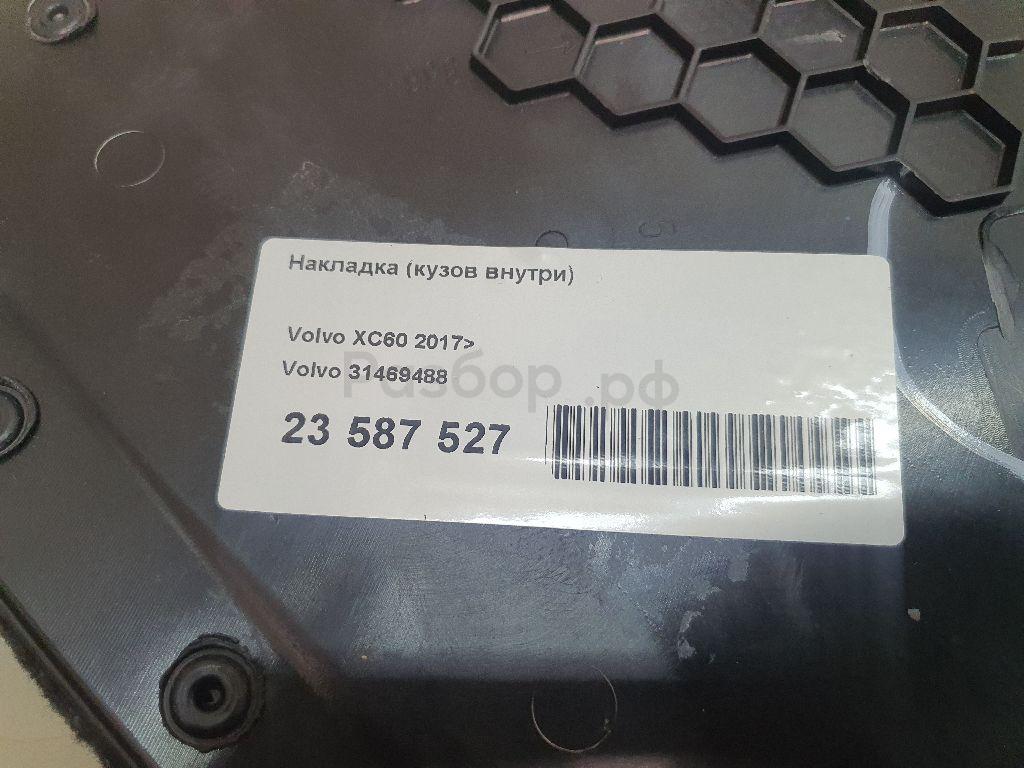 Накладка (кузов внутри)
Volvo XC60 2017>
Volvo 31469488
Разбор.рф
23 587 527